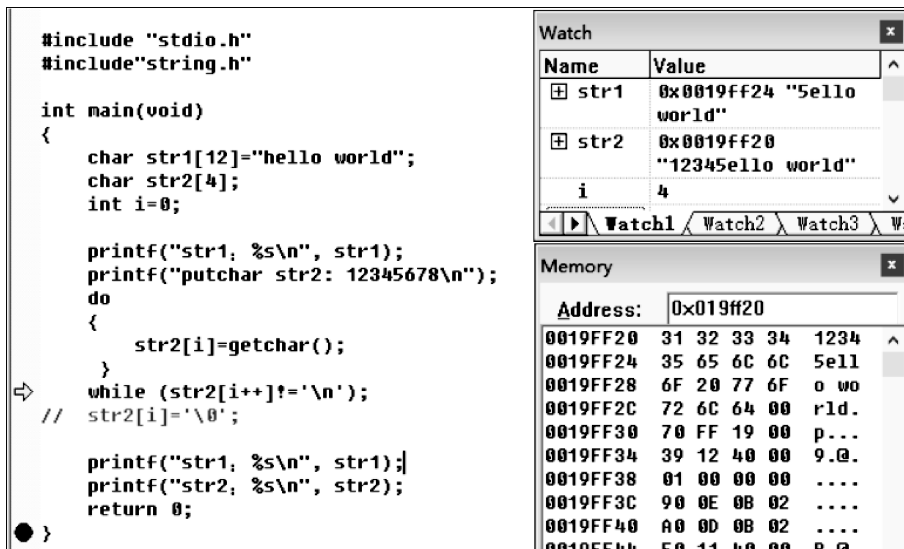 #include "stdio.h"
#include"string.h"
int main(void)
{
char str1[12]="hello world";
char str2[4];
int i=0;
printf("str1: %s\n", str1);
printf("putchar str2: 12345678\n");
do
{
str2[i]=getchar();
}
while (str2[i++]!='\n');
// str2[i]='\0';
printf("str1: %s\n", str1);
printf("str2: %s\n", str2);
return 0;
}
Watch
Name Value
str1 0x0019ff24 "5ello
world"
str2 0x0019ff20
"12345ello world"
i 4
Watch1 Watch2 Watch3
Memory
Address: 0x019ff20
0019FF20 31 32 33 34 1234
0019FF24 35 65 6C 6C 5ell
0019FF28 6F 20 77 6F o wo
0019FF2C 72 6C 64 00 rld.
0019FF30 70 FF 19 00 p...
0019FF34 39 12 40 00 9.@.
0019FF38 01 00 00 00 ....
0019FF3C 90 0E 0B 02 ....
0019FF40 A0 0D 0B 02 ....